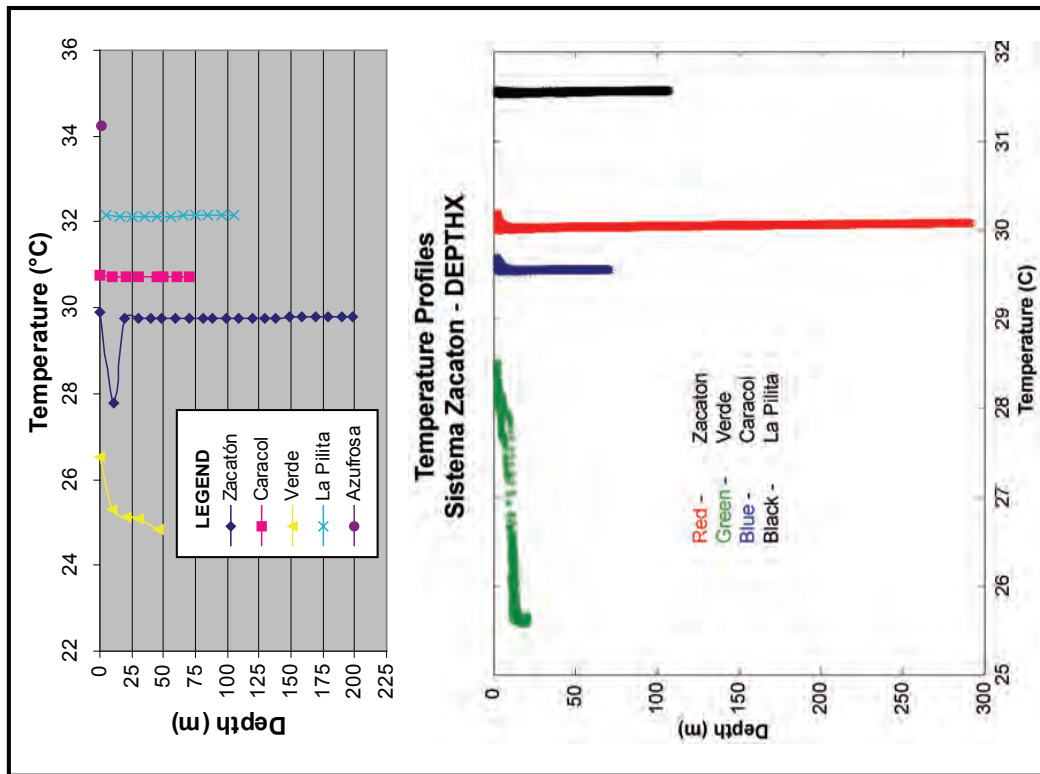 Temperature (°C)
22 24 26 28 30 32 34 36
Depth (m)
0
25
50
75
100
125
150
175
200
225
LEGEND
Zacatón
Caracol
Verde
La Pilita
Azufrosa
Temperature Profiles
Sistema Zacaton - DEPTHX
Depth (m)
0
50
100
150
200
250
300
Red - Zacaton
Green - Verde
Blue - Caracol
Black - La Pilita
25 26 27 28 29 30 31 32
Temperature (C)